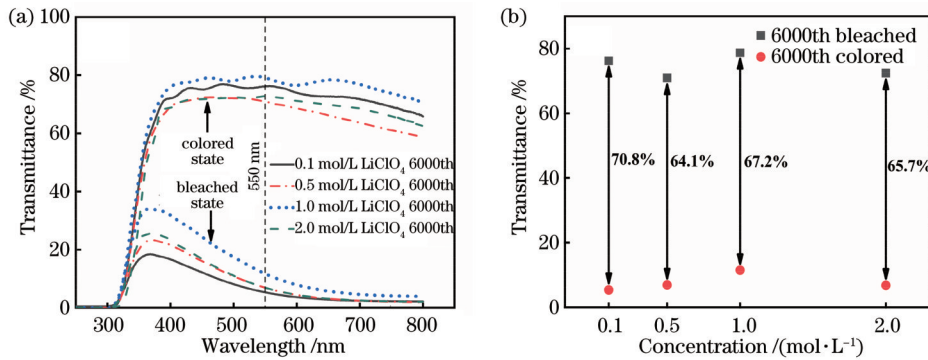 (a)
100
80
60
40
20
0
Transmittance /%
colored
state
bleached
state
550 nm
0.1 mol/L LiClO4 6000th
0.5 mol/L LiClO4 6000th
1.0 mol/L LiClO4 6000th
2.0 mol/L LiClO4 6000th
300 400 500 600 700 800
Wavelength /nm
(b)
80
60
40
20
0
Transmittance /%
6000th bleached
6000th colored
70.8%
64.1%
67.2%
65.7%
0.1 0.5 1.0 2.0
Concentration /(mol·L⁻¹)